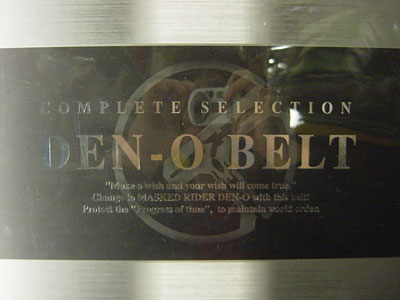 COMPLETE SELECTION
DEN-O BELT
"Make a wish and your wish will come true."
Change to MASKED RIDER DEN-O with this belt!
Protect the "Progress of time", to maintain world order.